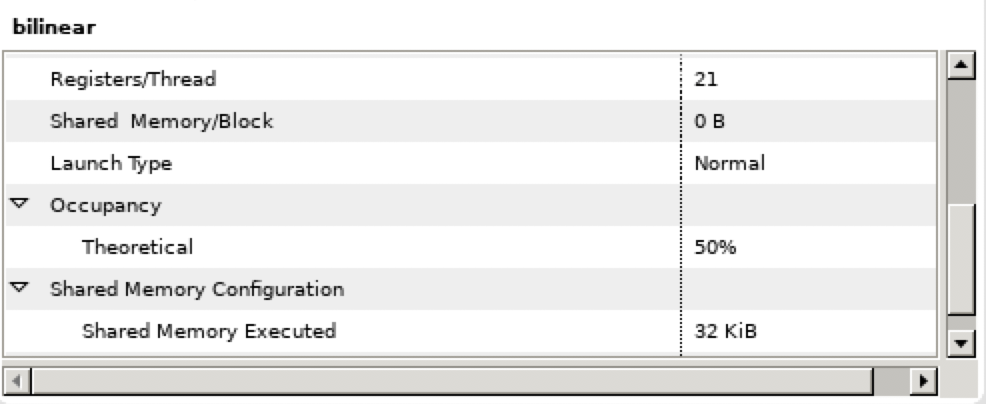 bilinear
Registers/Thread 21
Shared  Memory/Block 0 B
Launch Type Normal
Occupancy
Theoretical 50%
Shared Memory Configuration
Shared Memory Executed 32 KiB